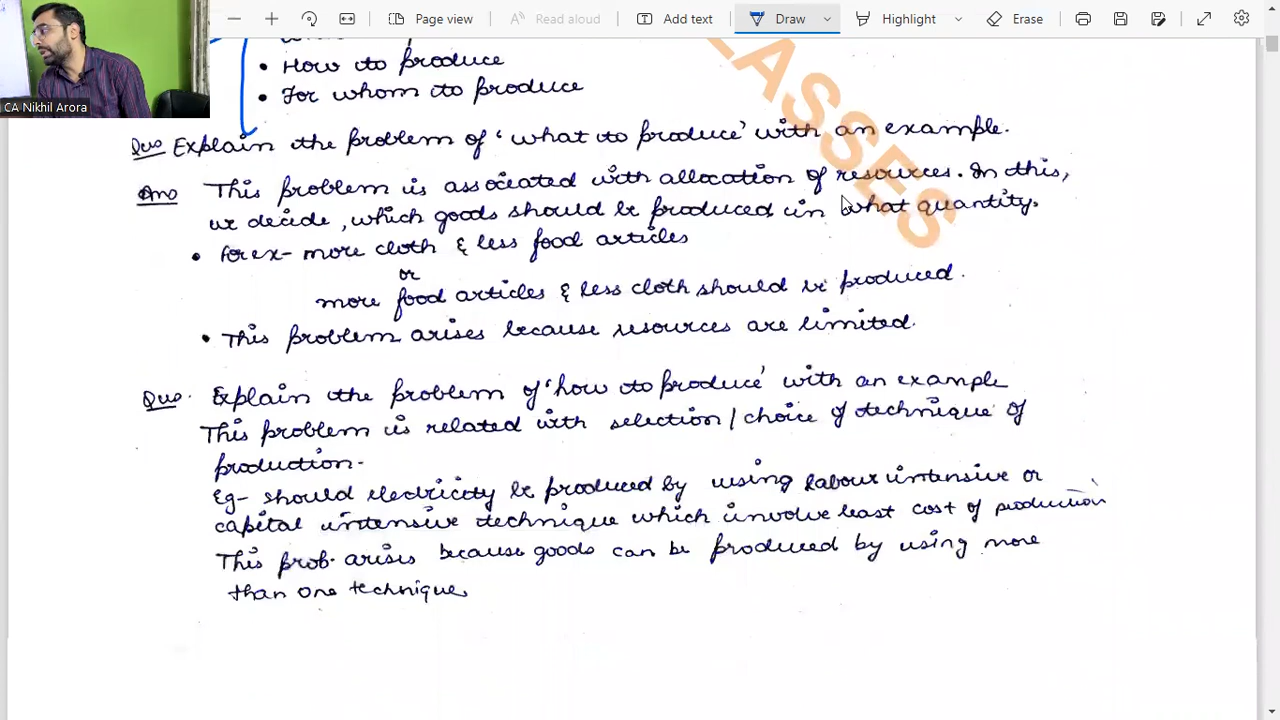 Page view
Read aloud
Add text
Draw
Highlight
Erase
CA Nikhil Arora
• How to produce
• For whom to produce
LASSES
Ques Explain the problem of 'what to produce' with an example.
Ans This problem is associated with allocation of resources. In this,
we decide, which goods should be produced in what quantity.
• For ex- more cloth & less food articles
or
more food articles & less cloth should be produced.
• This problem arises because resources are limited.
Ques. Explain the problem of 'how to produce' with an example
This problem is related with selection / choice of technique of
production.
Eg- should electricity be produced by using labour intensive or
capital intensive technique which involve least cost of production
This prob. arises because goods can be produced by using more
than one technique